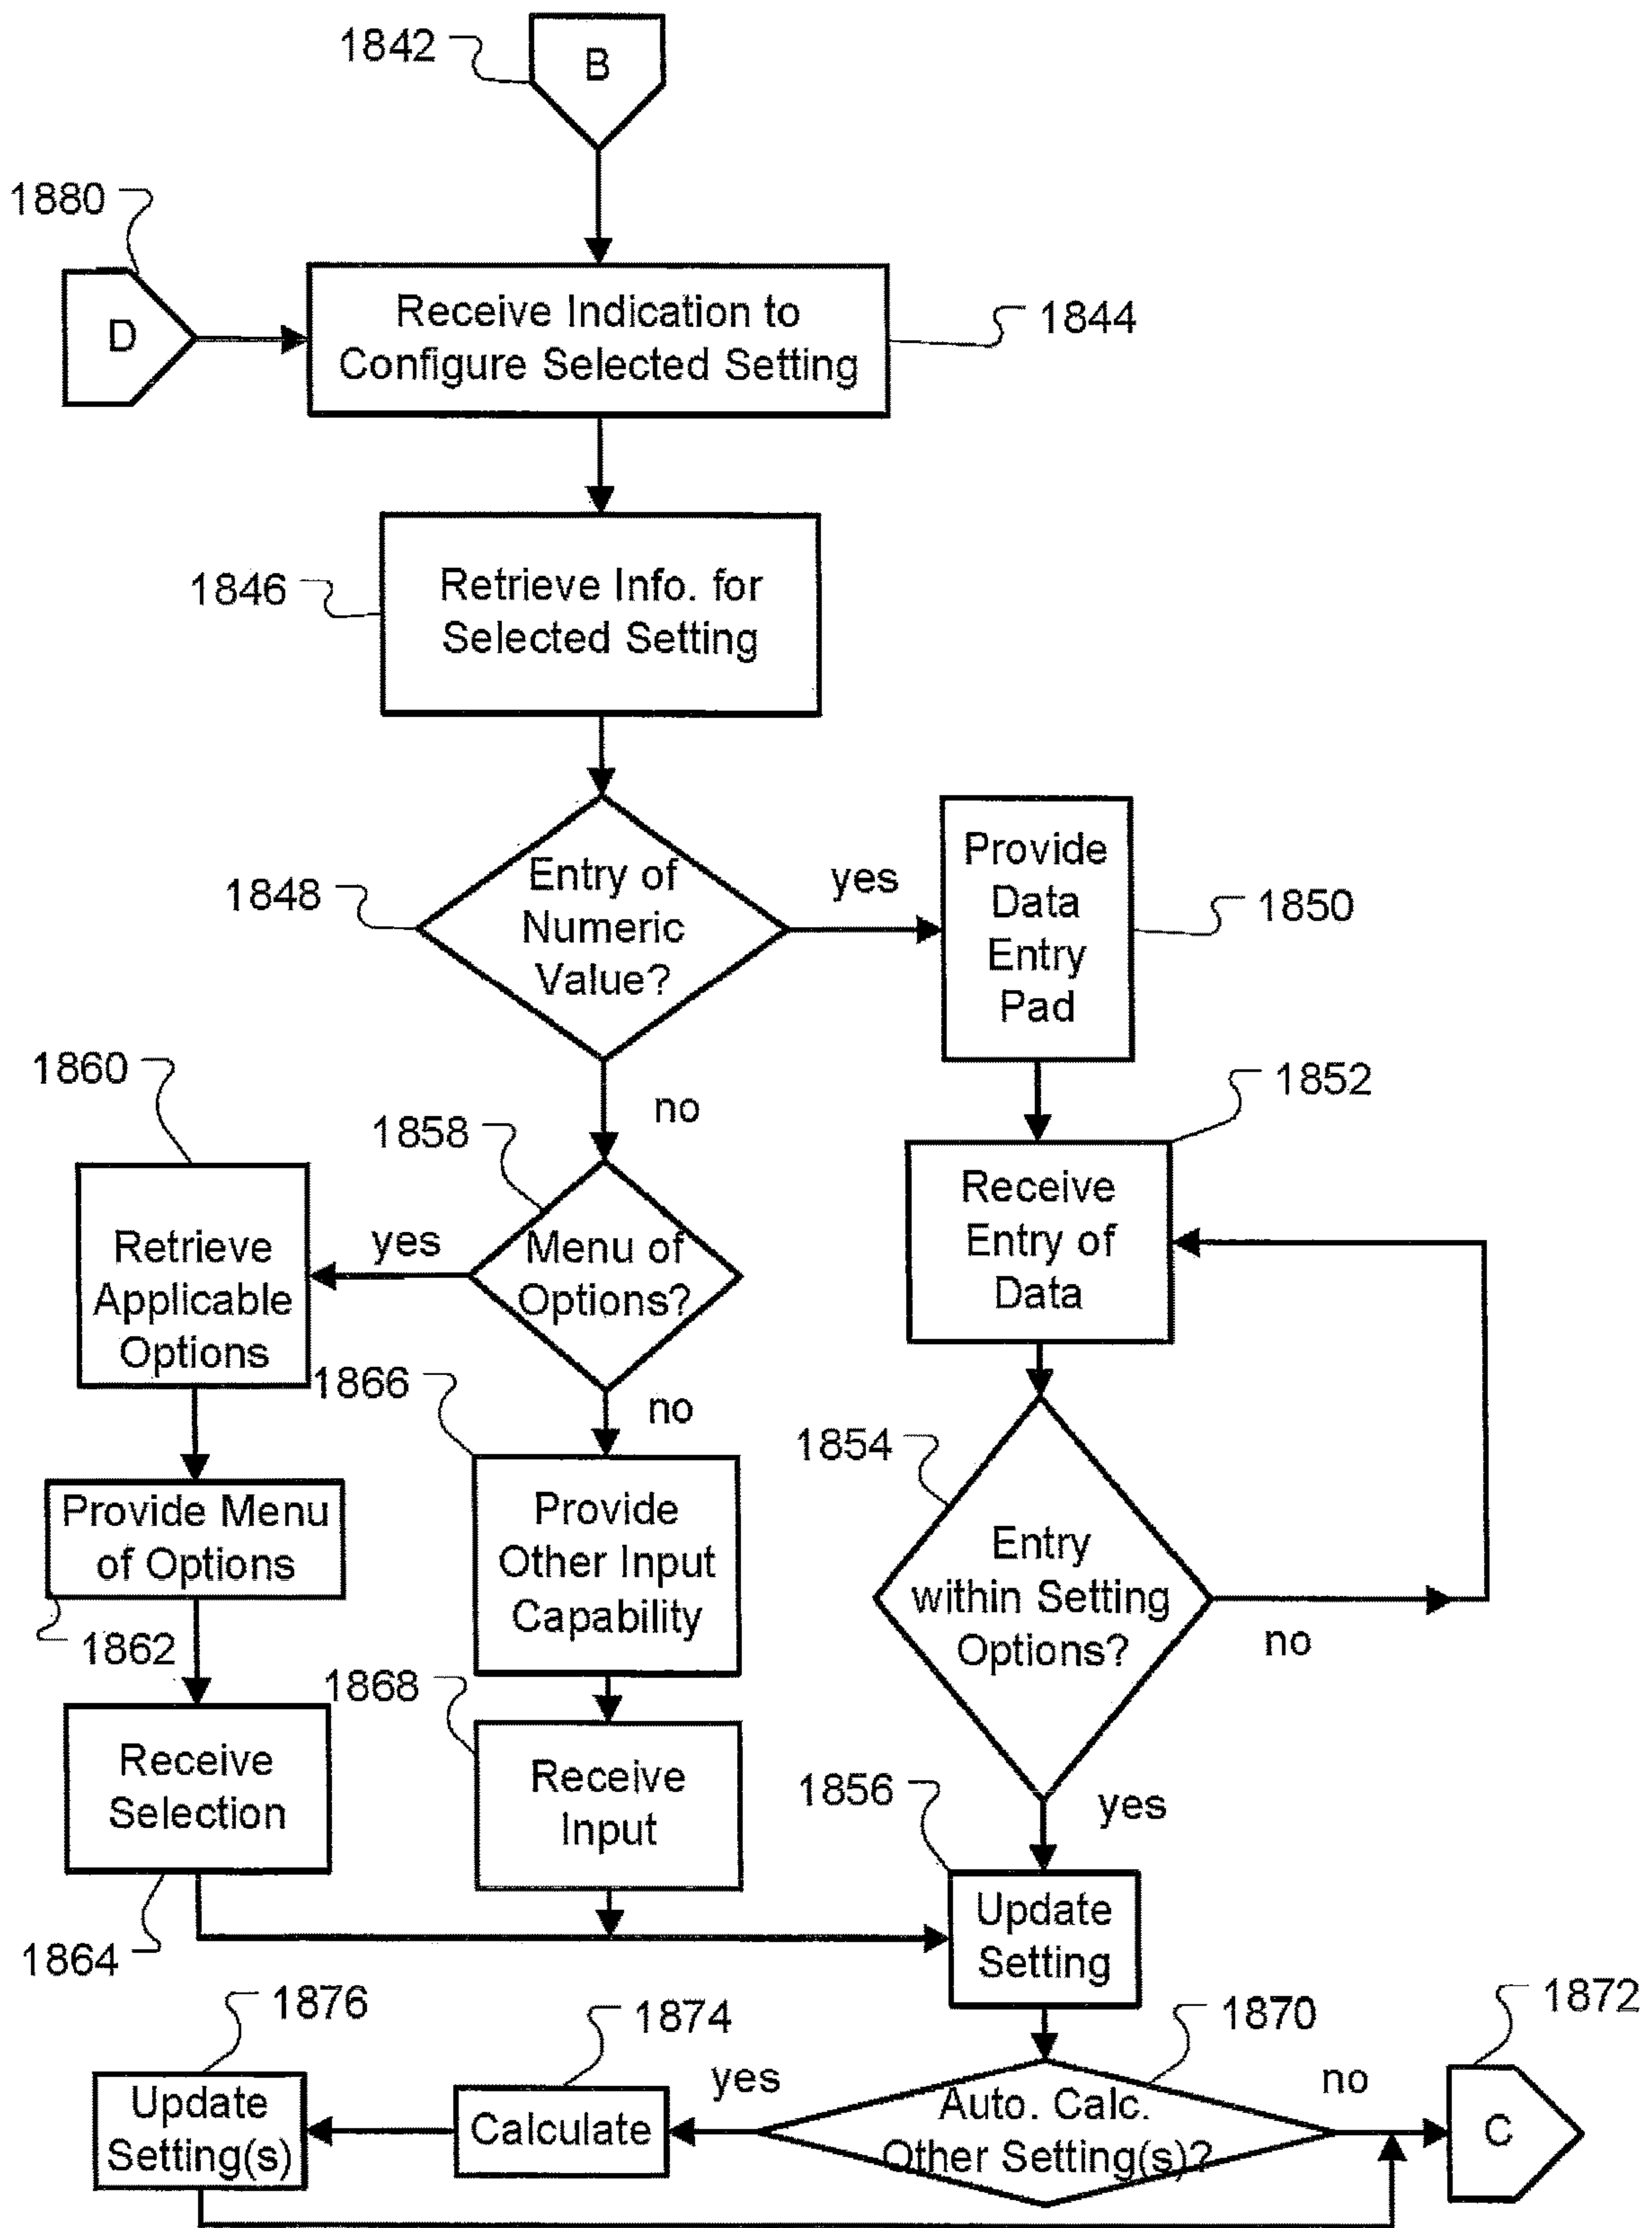 1842
B
1880
D
Receive Indication to
Configure Selected Setting
1844
1846
Retrieve Info. for
Selected Setting
1848
Entry of
Numeric
Value?
yes
Provide
Data
Entry
Pad
1850
no
1852
Receive
Entry of
Data
1858
Menu of
Options?
yes
1860
Retrieve
Applicable
Options
no
1866
Provide
Other Input
Capability
1854
Entry
within Setting
Options?
no
yes
Provide Menu
of Options
1862
Receive
Selection
1864
1868
Receive
Input
1856
Update
Setting
1870
Auto. Calc.
Other Setting(s)?
no
1872
C
yes
1874
Calculate
1876
Update
Setting(s)